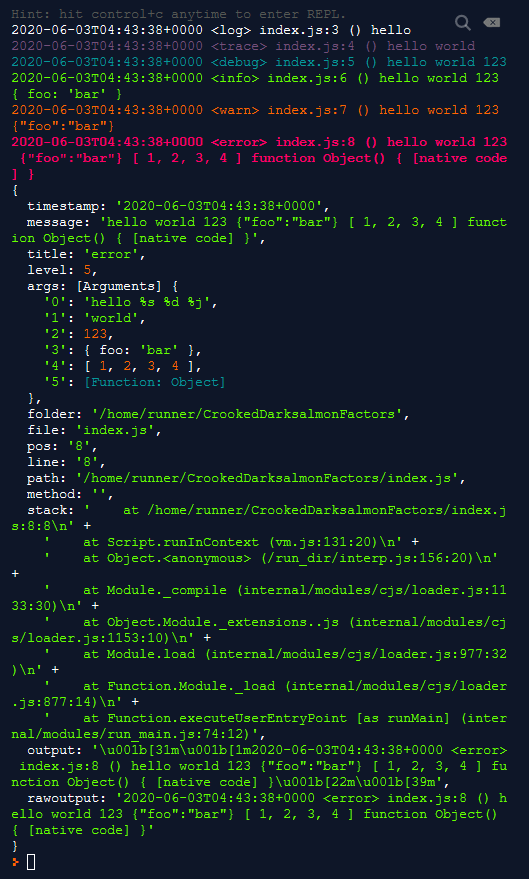 Hint: hit control+c anytime to enter REPL.
2020-06-03T04:43:38+0000 <log> index.js:3 () hello
2020-06-03T04:43:38+0000 <trace> index.js:4 () hello world
2020-06-03T04:43:38+0000 <debug> index.js:5 () hello world 123
2020-06-03T04:43:38+0000 <info> index.js:6 () hello world 123
{ foo: 'bar' }
2020-06-03T04:43:38+0000 <warn> index.js:7 () hello world 123
{"foo":"bar"}
2020-06-03T04:43:38+0000 <error> index.js:8 () hello world 123
 {"foo":"bar"} [ 1, 2, 3, 4 ] function Object() { [native code
] }
{
  timestamp: '2020-06-03T04:43:38+0000',
  message: 'hello world 123 {"foo":"bar"} [ 1, 2, 3, 4 ] funct
ion Object() { [native code] }',
  title: 'error',
  level: 5,
  args: [Arguments] {
    '0': 'hello %s %d %j',
    '1': 'world',
    '2': 123,
    '3': { foo: 'bar' },
    '4': [ 1, 2, 3, 4 ],
    '5': [Function: Object]
  },
  folder: '/home/runner/CrookedDarksalmonFactors',
  file: 'index.js',
  pos: '8',
  line: '8',
  path: '/home/runner/CrookedDarksalmonFactors/index.js',
  method: '',
  stack: '    at /home/runner/CrookedDarksalmonFactors/index.j
s:8:8\n' +
    '    at Script.runInContext (vm.js:131:20)\n' +
    '    at Object.<anonymous> (/run_dir/interp.js:156:20)\n'
+
    '    at Module._compile (internal/modules/cjs/loader.js:11
33:30)\n' +
    '    at Object.Module._extensions..js (internal/modules/cj
s/loader.js:1153:10)\n' +
    '    at Module.load (internal/modules/cjs/loader.js:977:32
)\n' +
    '    at Function.Module._load (internal/modules/cjs/loader
.js:877:14)\n' +
    '    at Function.executeUserEntryPoint [as runMain] (inter
nal/modules/run_main.js:74:12)',
  output: '\u001b[31m\u001b[1m2020-06-03T04:43:38+0000 <error>
 index.js:8 () hello world 123 {"foo":"bar"} [ 1, 2, 3, 4 ] fu
nction Object() { [native code] }\u001b[22m\u001b[39m',
  rawoutput: '2020-06-03T04:43:38+0000 <error> index.js:8 () h
ello world 123 {"foo":"bar"} [ 1, 2, 3, 4 ] function Object()
{ [native code] }'
}